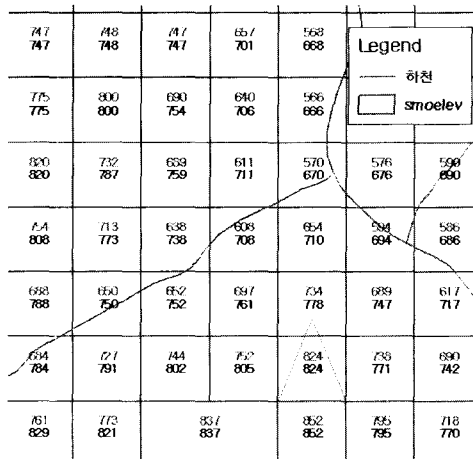 747 748 747 657 568
747 748 747 701 668
Legend
하천
smoelev
775 800 690 640 566
775 800 754 706 666
820 732 669 611 570 576 590
820 787 759 711 670 676 690
754 713 638 608 654 594 586
808 773 738 708 710 694 686
688 650 652 697 734 689 617
788 750 752 761 778 747 717
684 727 744 752 824 738 690
784 791 802 805 824 771 742
761 773 837 852 795 718
829 821 837 852 795 770